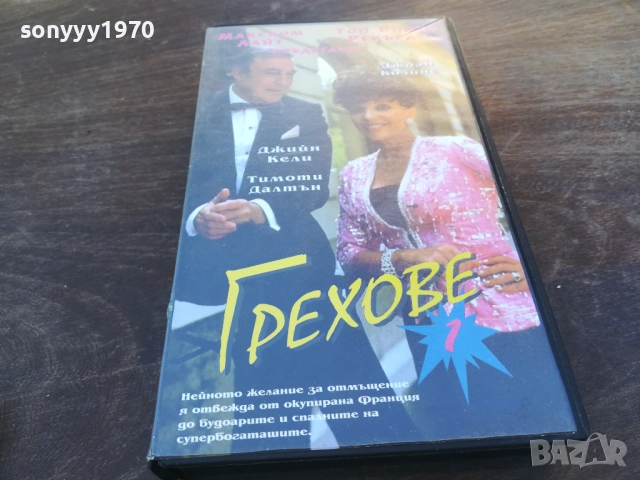 sonyyy1970
Джийн
Кели
Тимоти
Далтън
Грехове
1
Нейното желание за отмъщение
я отвежда от окупирана Франция
до будоарите и спалните на
супербогаташите.
BAZAR